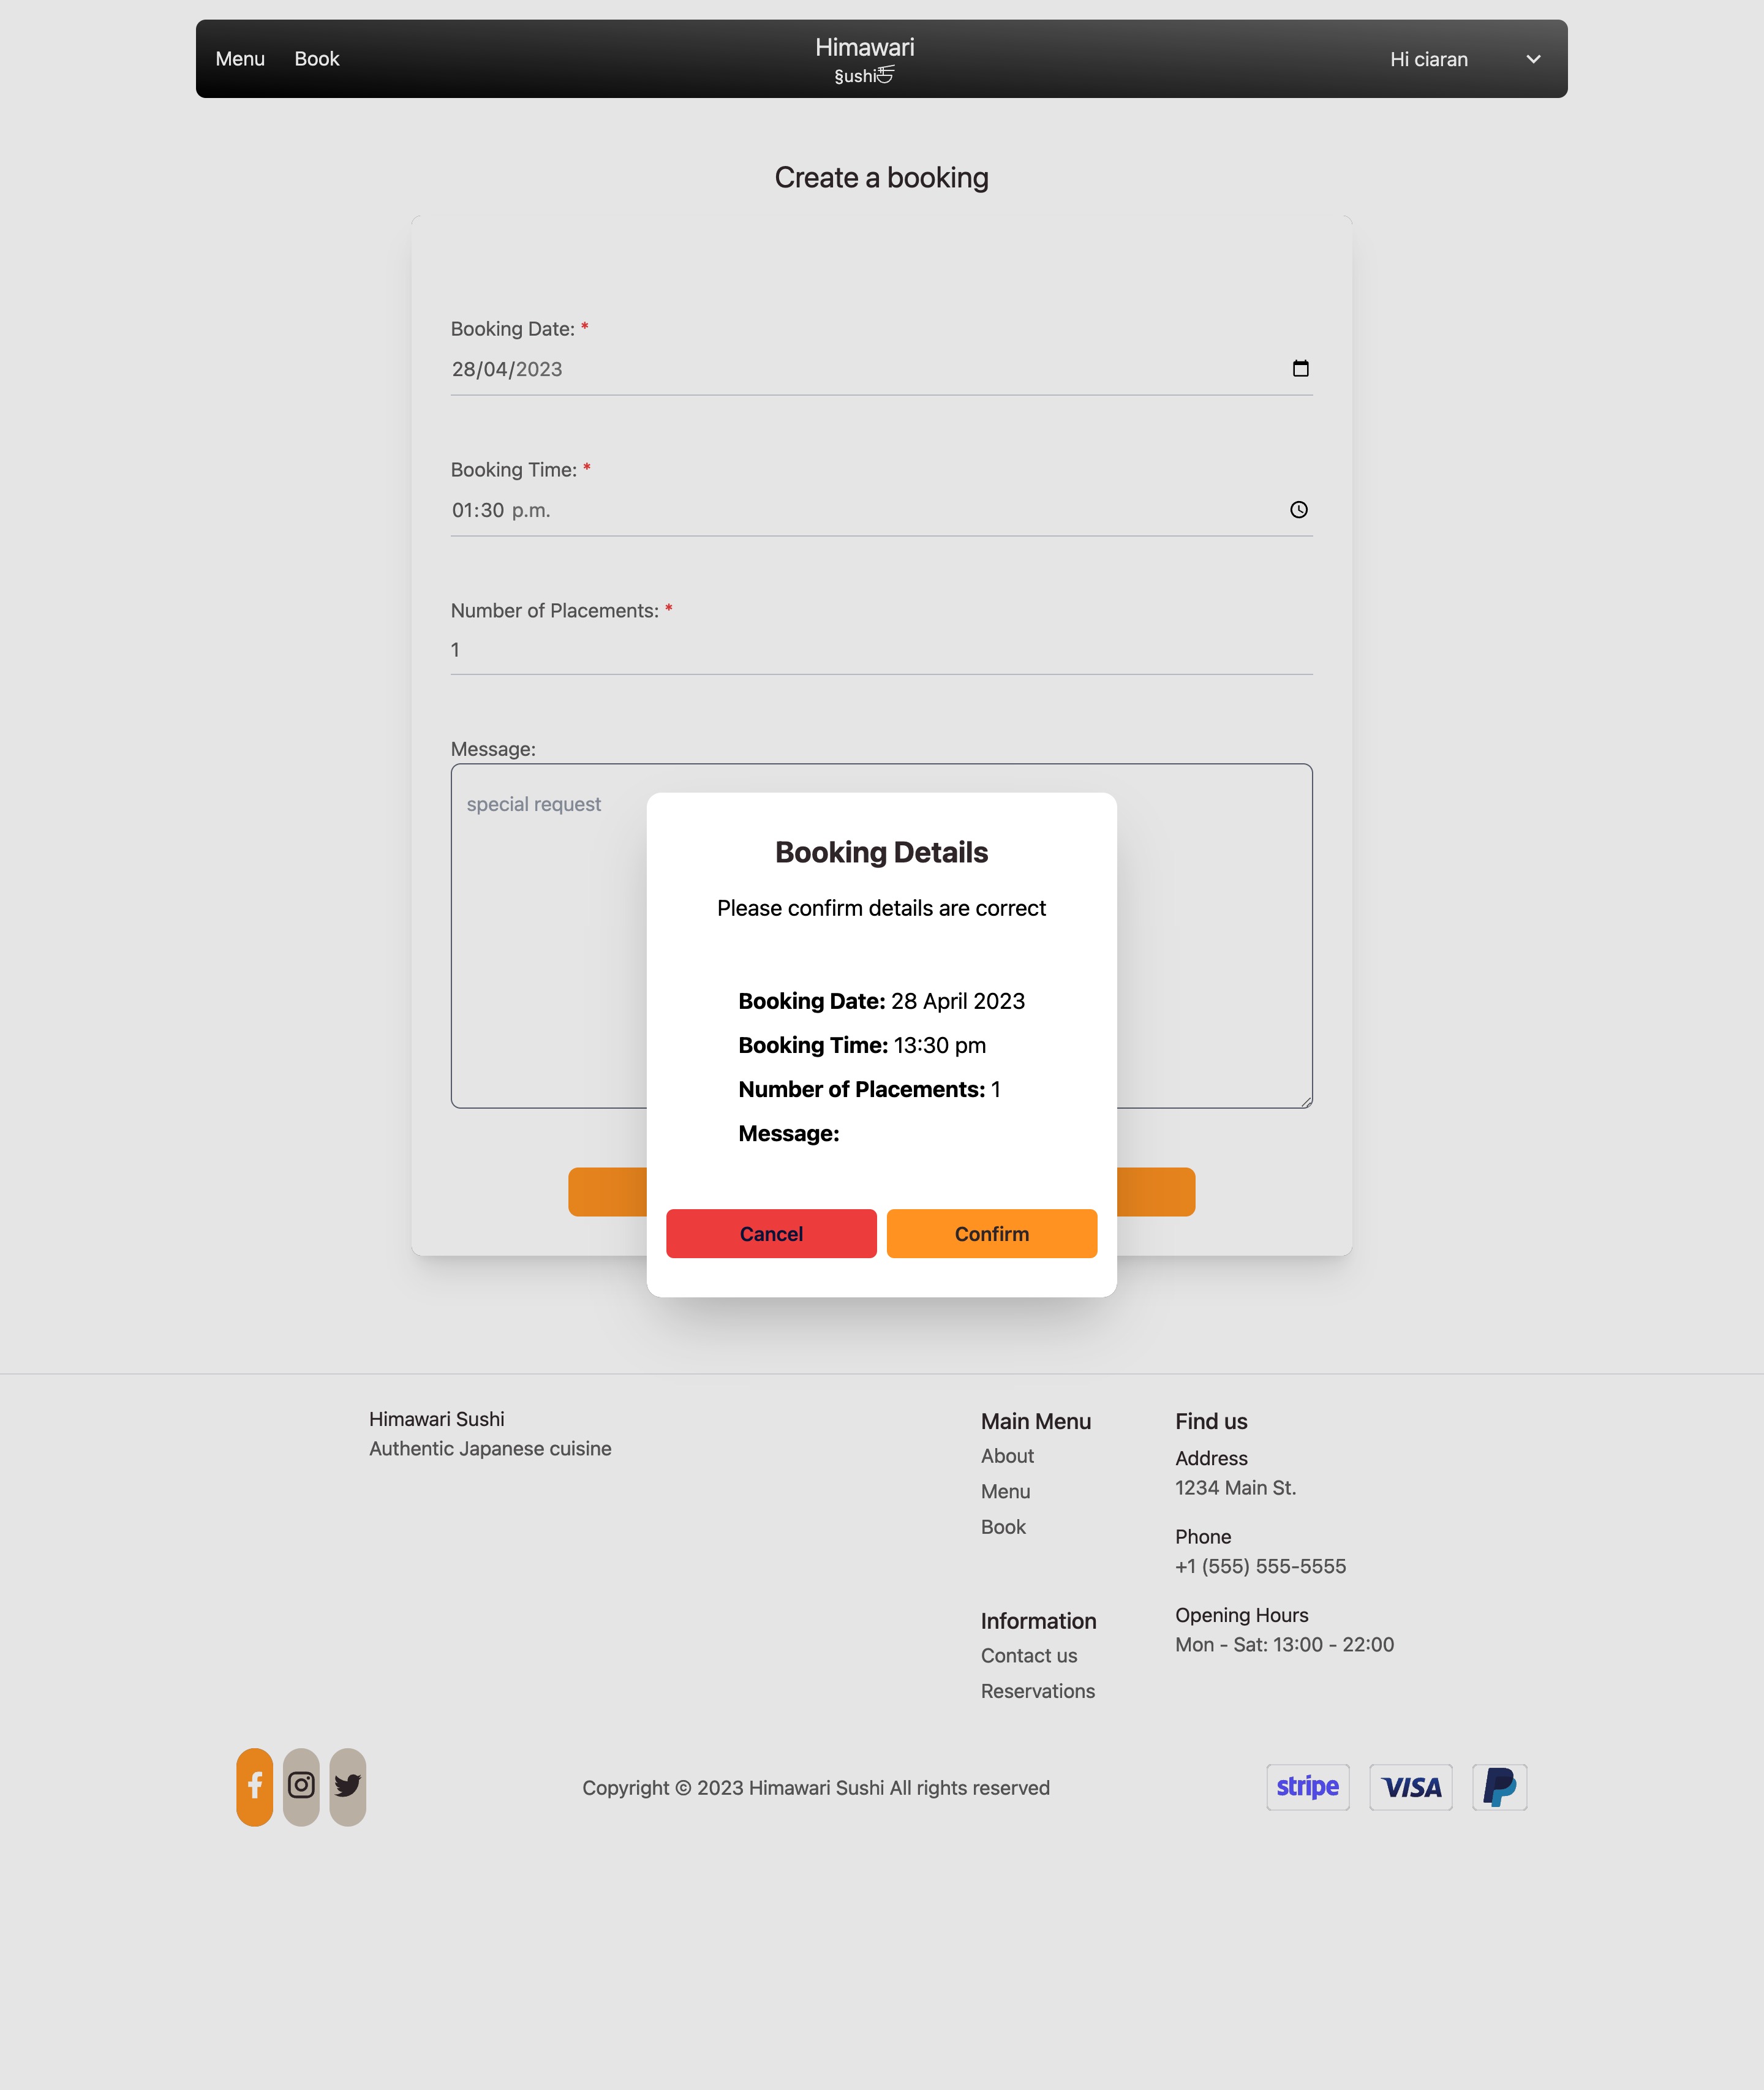 Menu Book
Himawari
§ushi
Hi ciaran
Create a booking
Booking Date: *
28/04/2023
Booking Time: *
01:30 p.m.
Number of Placements: *
1
Message:
special request
Booking Details
Please confirm details are correct
Booking Date: 28 April 2023
Booking Time: 13:30 pm
Number of Placements: 1
Message:
Cancel
Confirm
Himawari Sushi
Authentic Japanese cuisine
Main Menu
About
Menu
Book
Information
Contact us
Reservations
Find us
Address
1234 Main St.
Phone
+1 (555) 555-5555
Opening Hours
Mon - Sat: 13:00 - 22:00
Copyright © 2023 Himawari Sushi All rights reserved
stripe
VISA